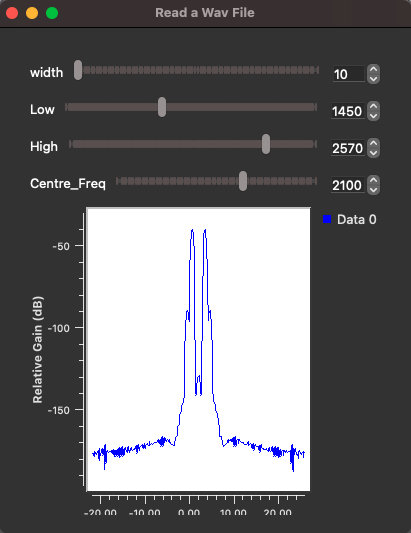 Read a Wav File
width 10
Low 1450
High 2570
Centre_Freq 2100
Data 0
Relative Gain (dB)
-50
-100
-150
-20.00 -10.00 0.00 10.00 20.00